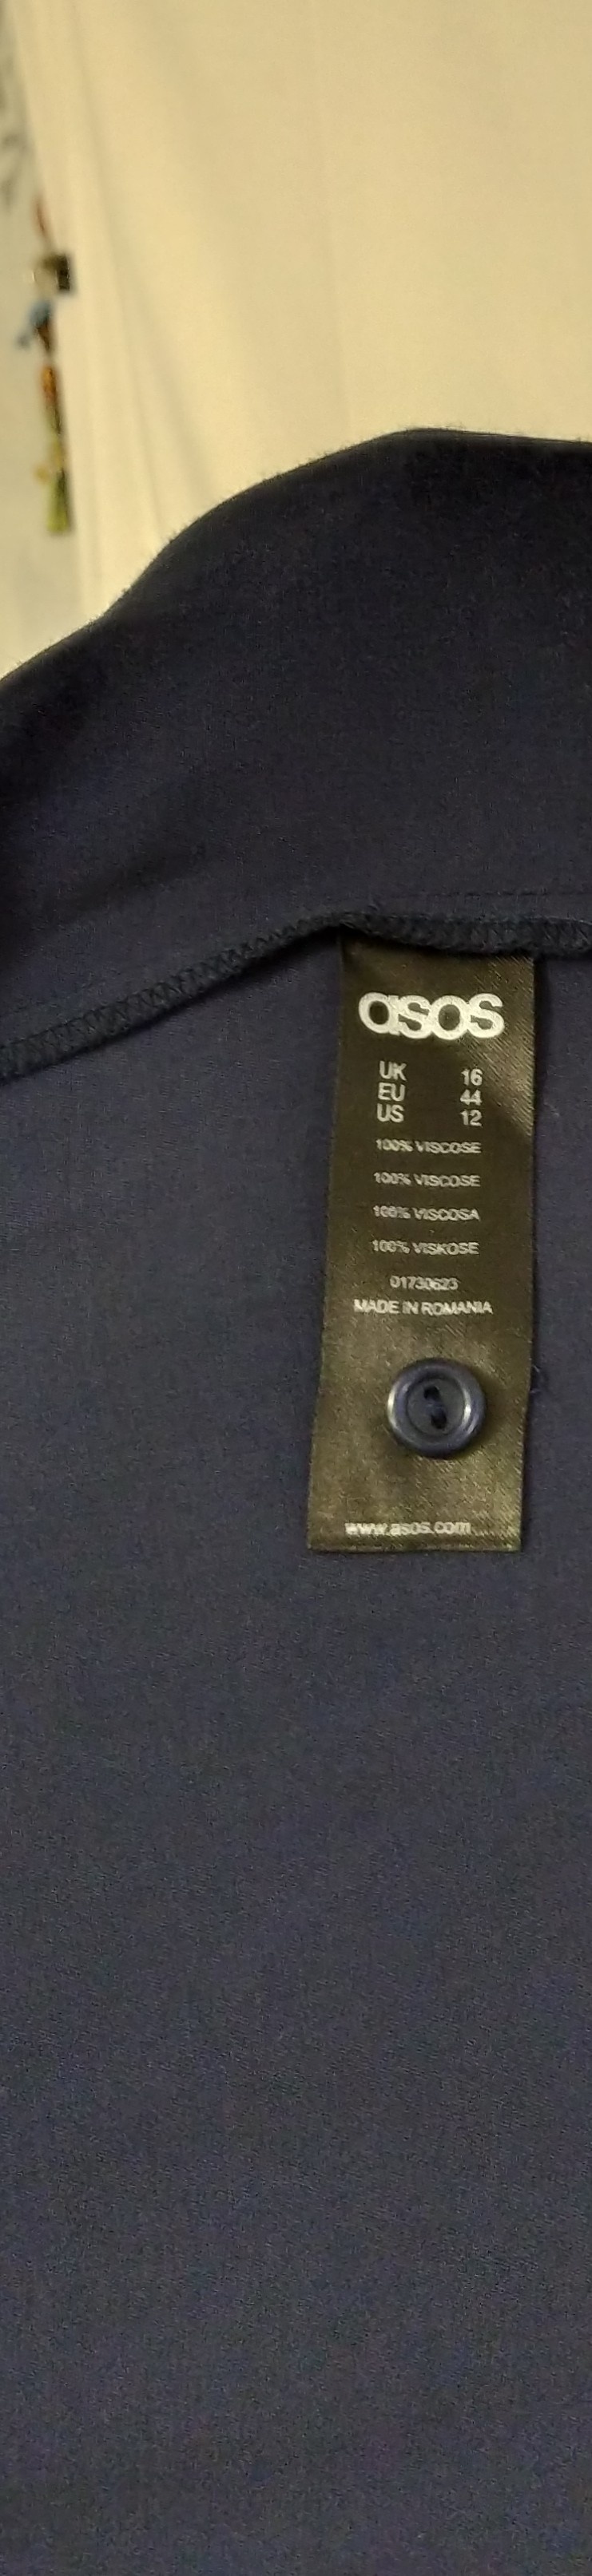 asos
UK 16
EU 44
US 12
100% VISCOSE
100% VISCOSE
100% VISCOSA
100% VISKOSE
01730623
MADE IN ROMANIA
www.asos.com